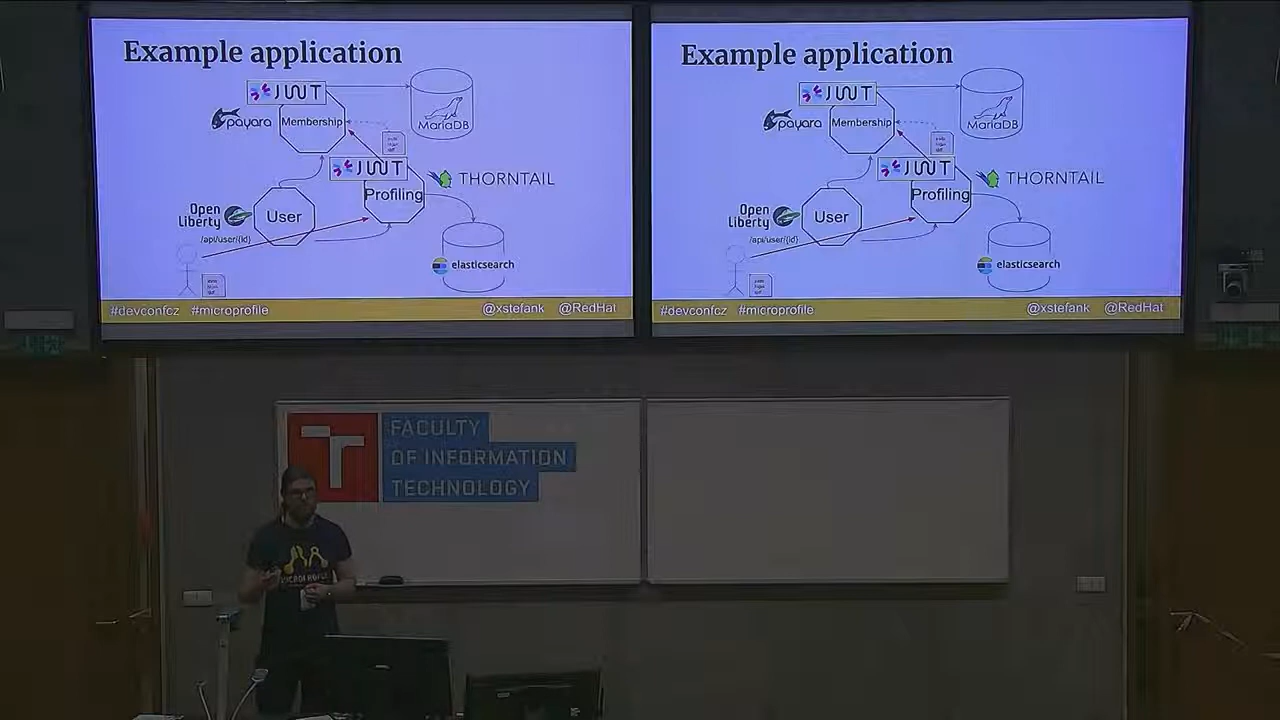 Example application
JWT
payara
Membership
MariaDB
JWT
Profiling
THORNTAIL
Open
Liberty
User
/api/user/{id}
elasticsearch
#devconfcz #microprofile
@xstefank @RedHat
Example application
JWT
payara
Membership
MariaDB
JWT
Profiling
THORNTAIL
Open
Liberty
User
/api/user/{id}
elasticsearch
#devconfcz #microprofile
@xstefank @RedHat
T
FACULTY
OF INFORMATION
TECHNOLOGY